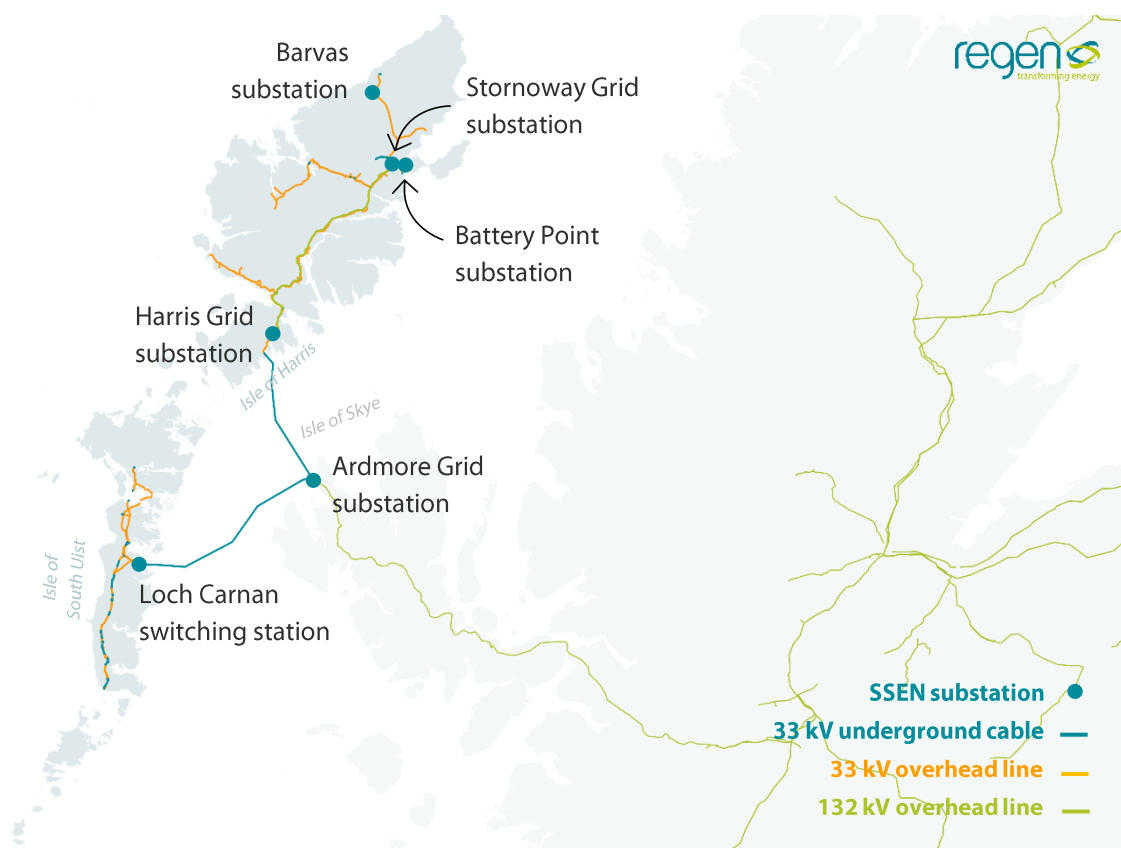 Barvas
substation
Stornoway Grid
substation
regen
transforming energy
Battery Point
substation
Harris Grid
substation
Isle of Harris
Isle of Skye
Ardmore Grid
substation
Isle of
South Uist
Loch Carnan
switching station
SSEN substation
33 kV underground cable
33 kV overhead line
132 kV overhead line